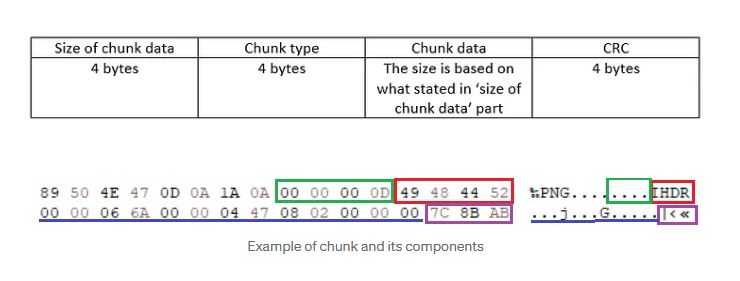 Size of chunk data Chunk type Chunk data CRC
4 bytes 4 bytes The size is based on 4 bytes
what stated in ‘size of
chunk data’ part
89 50 4E 47 0D 0A 1A 0A 00 00 00 0D 49 48 44 52 ‰PNG........IHDR
00 00 06 6A 00 00 04 47 08 02 00 00 00 7C 8B AB ...j...G.....|‹«
Example of chunk and its components